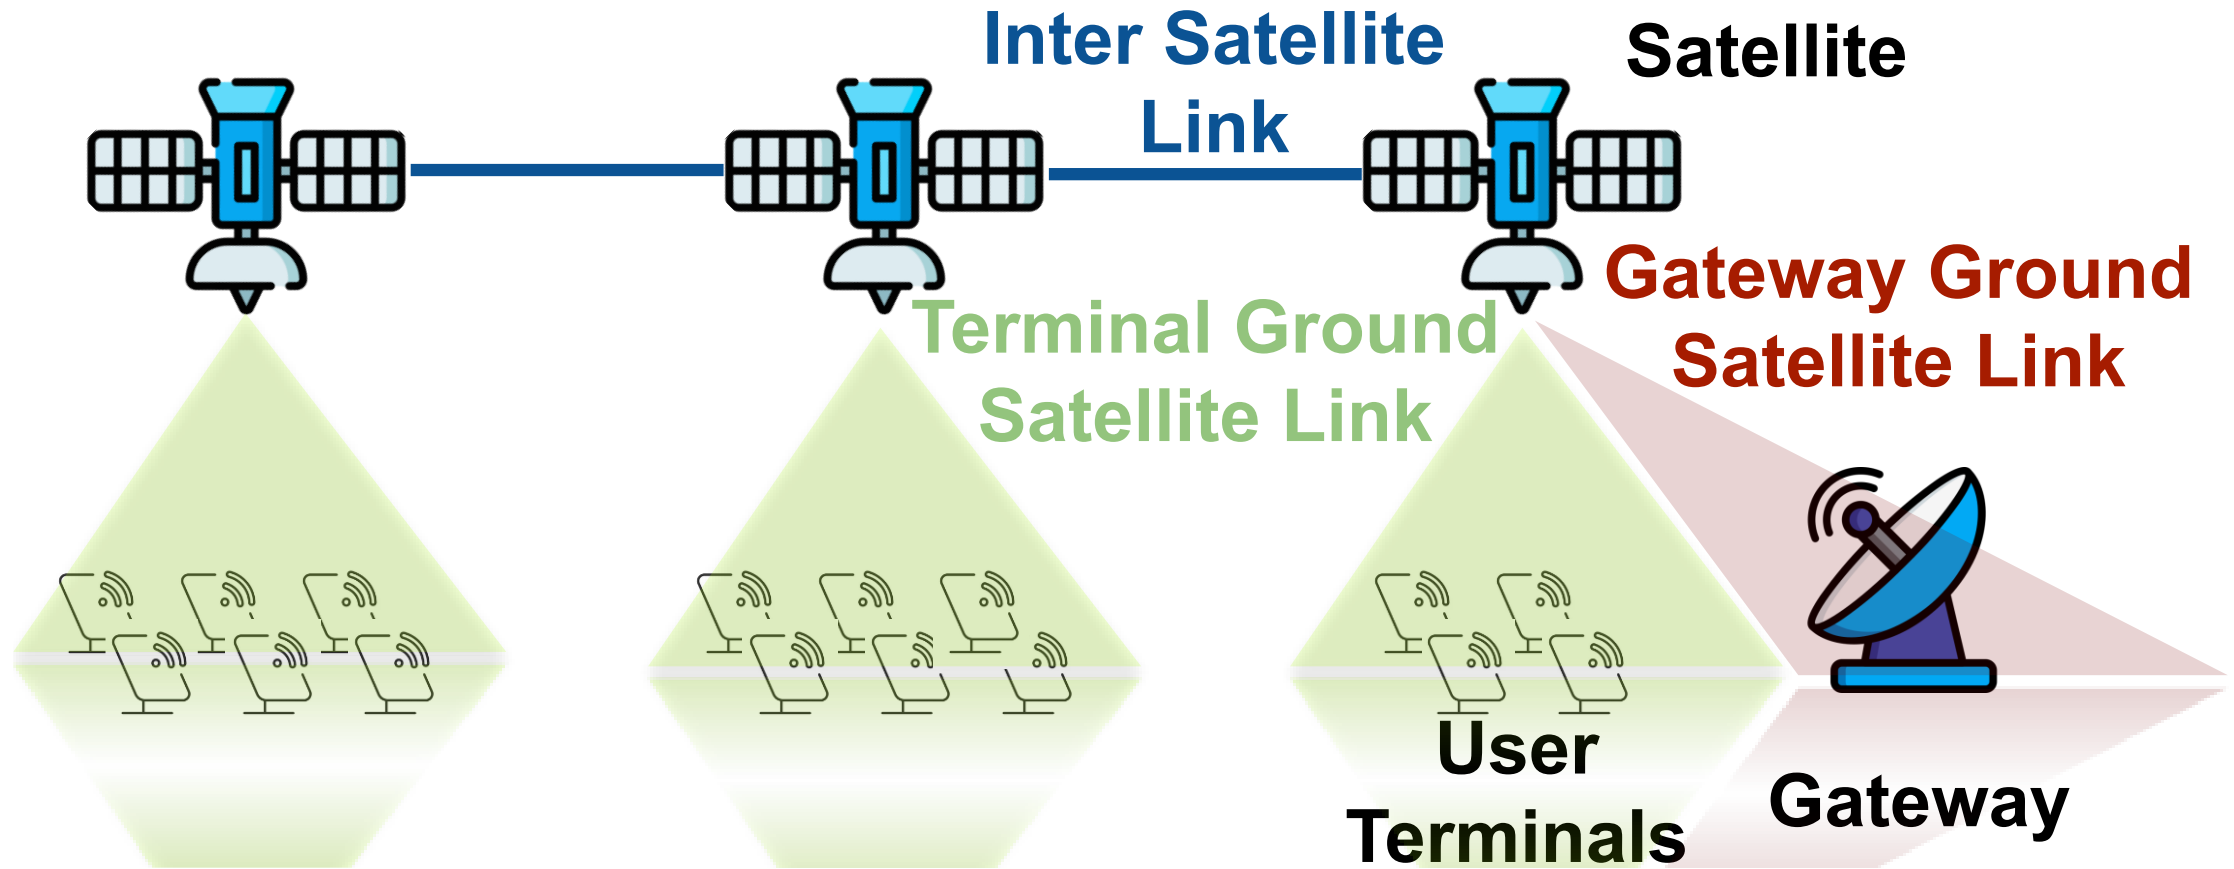 Inter Satellite
Link
Satellite
Gateway Ground
Satellite Link
Terminal Ground
Satellite Link
User
Terminals
Gateway